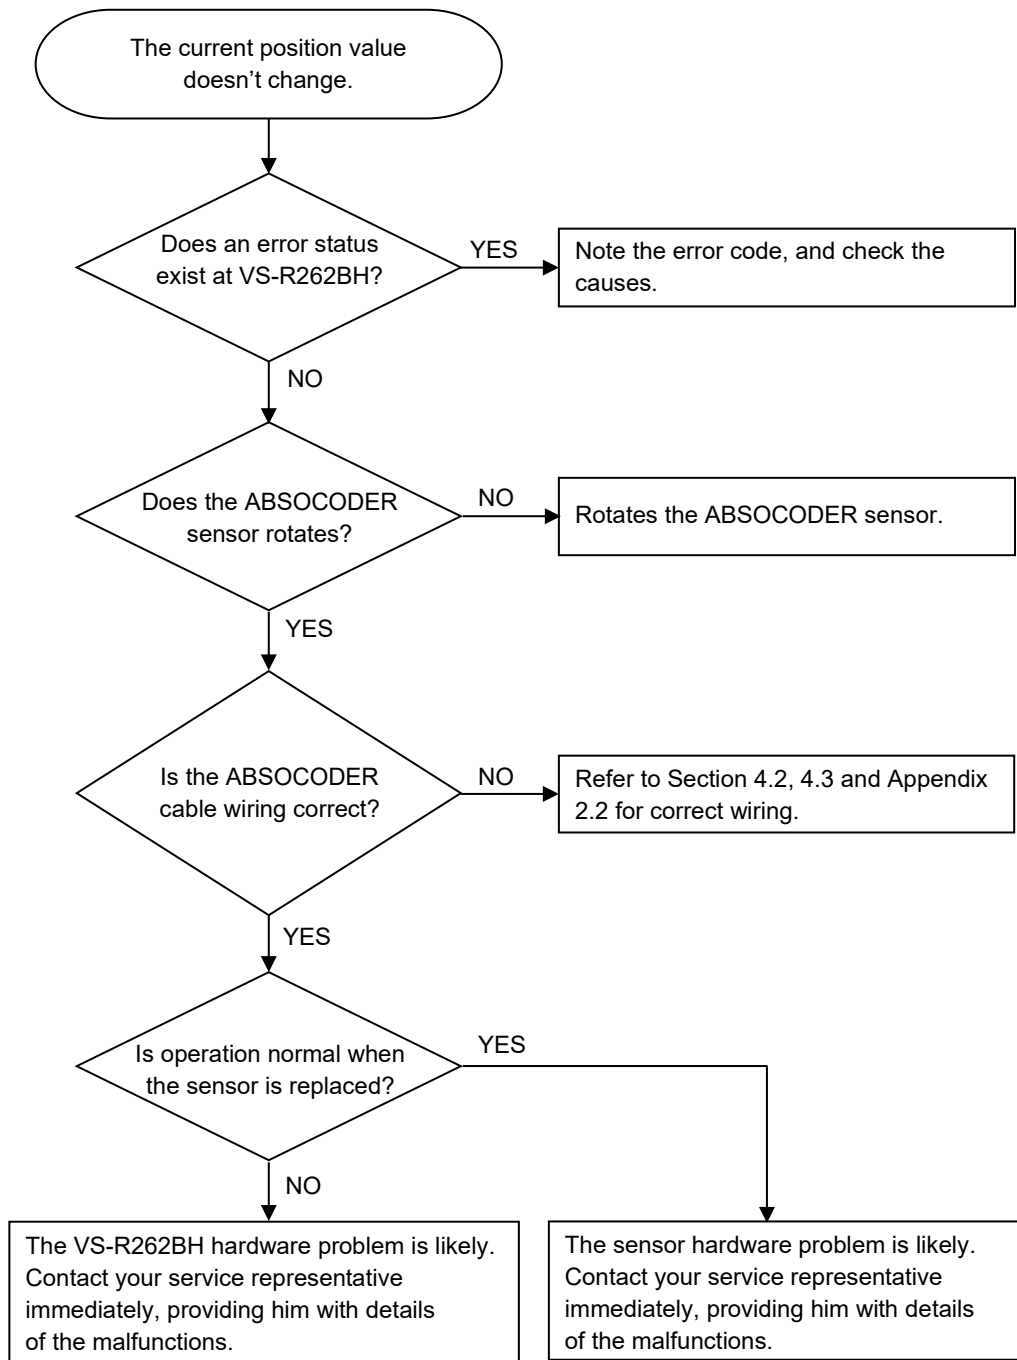 The current position value
doesn’t change.
Does an error status
exist at VS-R262BH?
YES
Note the error code, and check the
causes.
NO
Does the ABSOCODER
sensor rotates?
NO
Rotates the ABSOCODER sensor.
YES
Is the ABSOCODER
cable wiring correct?
NO
Refer to Section 4.2, 4.3 and Appendix
2.2 for correct wiring.
YES
Is operation normal when
the sensor is replaced?
YES
NO
The VS-R262BH hardware problem is likely.
Contact your service representative
immediately, providing him with details
of the malfunctions.
The sensor hardware problem is likely.
Contact your service representative
immediately, providing him with details
of the malfunctions.